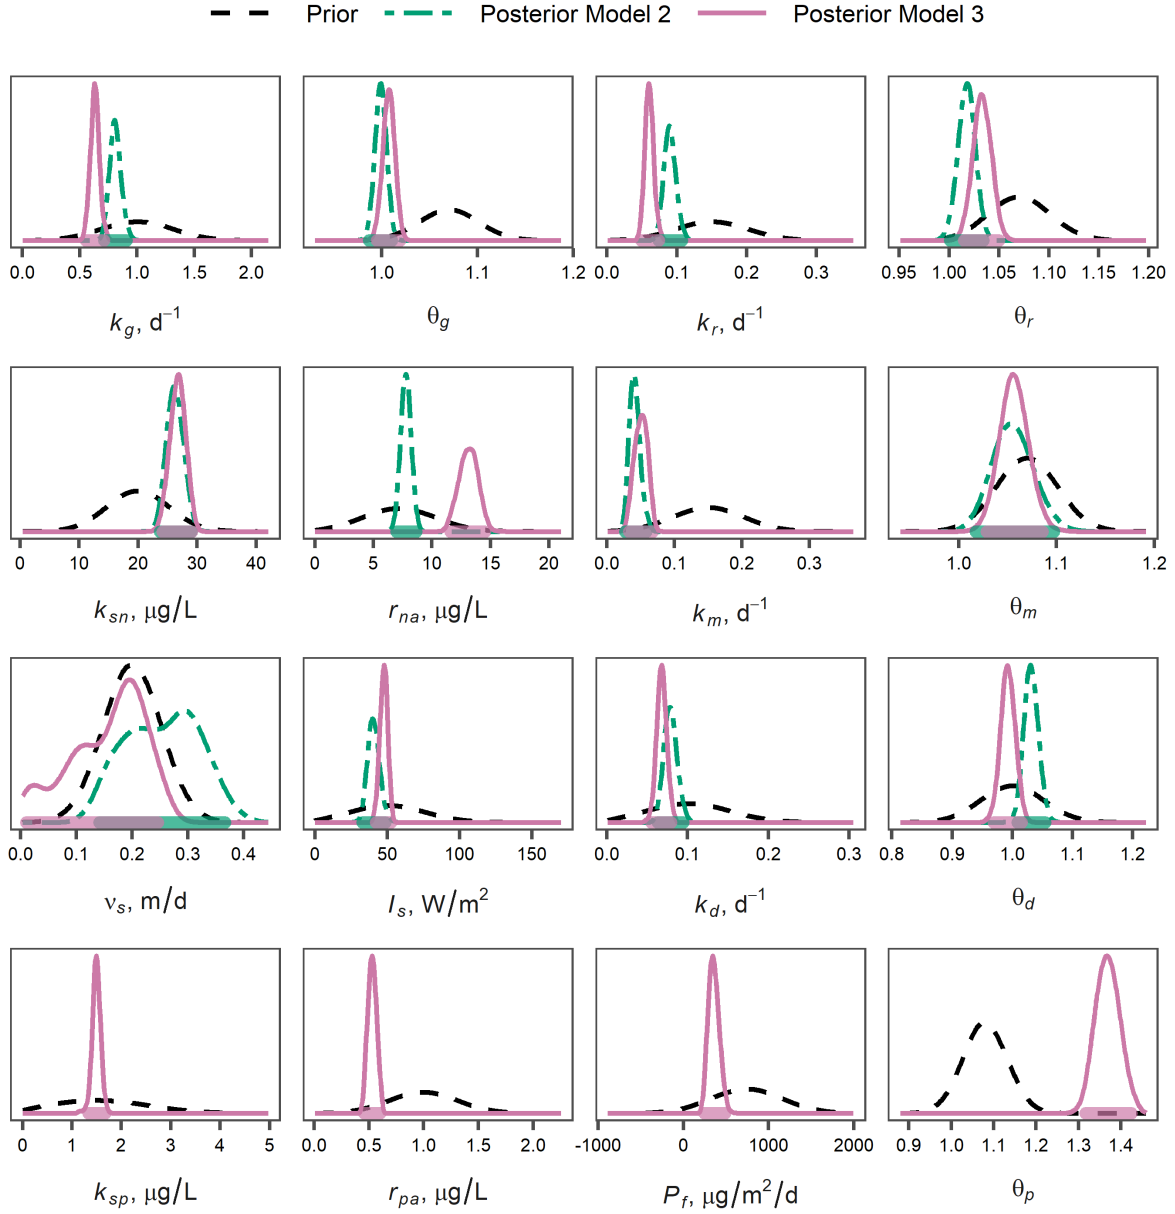 Prior Posterior Model 2 Posterior Model 3
0.0 0.5 1.0 1.5 2.0 1.0 1.1 1.2 0.0 0.1 0.2 0.3 0.95 1.00 1.05 1.10 1.15 1.20
k_g, d⁻¹ θ_g k_r, d⁻¹ θ_r
0 10 20 30 40 0 5 10 15 20 0.0 0.1 0.2 0.3 1.0 1.1 1.2
k_sn, μg/L r_na, μg/L k_m, d⁻¹ θ_m
0.0 0.1 0.2 0.3 0.4 0 50 100 150 0.0 0.1 0.2 0.3 0.8 0.9 1.0 1.1 1.2
ν_s, m/d I_s, W/m² k_d, d⁻¹ θ_d
0 1 2 3 4 5 0.0 0.5 1.0 1.5 2.0 -1000 0 1000 2000 0.9 1.0 1.1 1.2 1.3 1.4
k_sp, μg/L r_pa, μg/L P_f, μg/m²/d θ_p